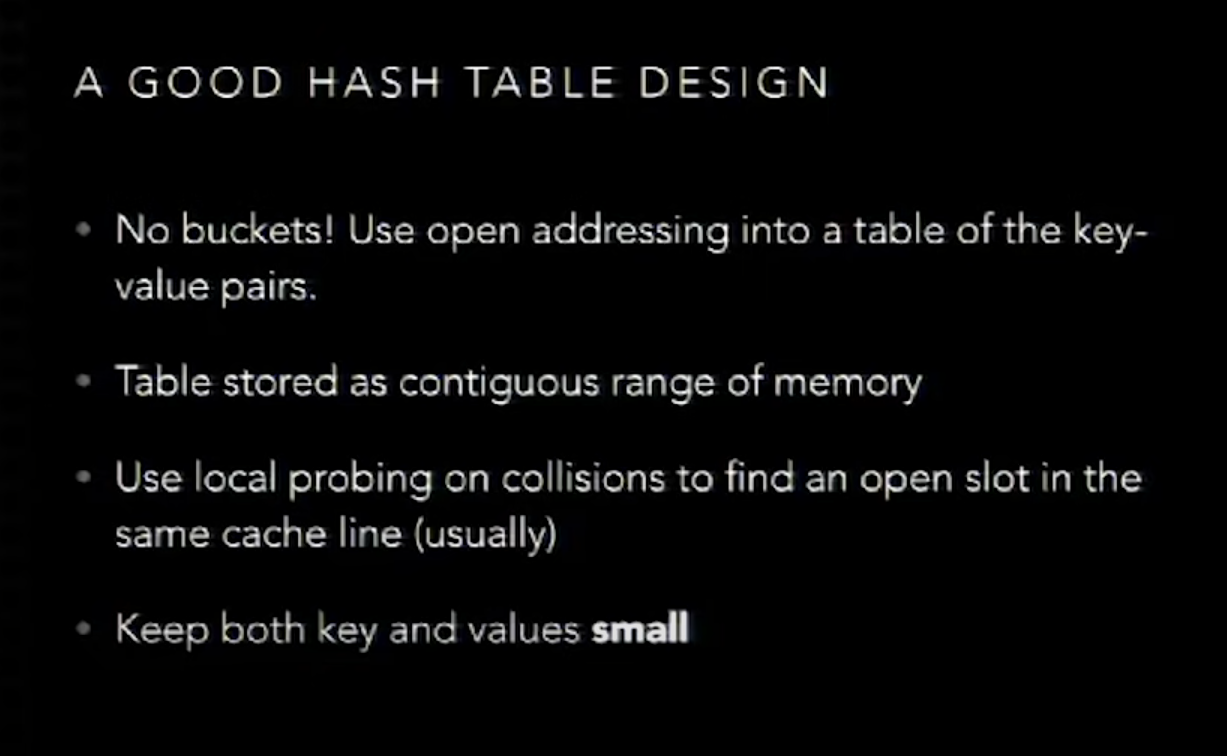 A GOOD HASH TABLE DESIGN
• No buckets! Use open addressing into a table of the key-
value pairs.
• Table stored as contiguous range of memory
• Use local probing on collisions to find an open slot in the
same cache line (usually)
• Keep both key and values small